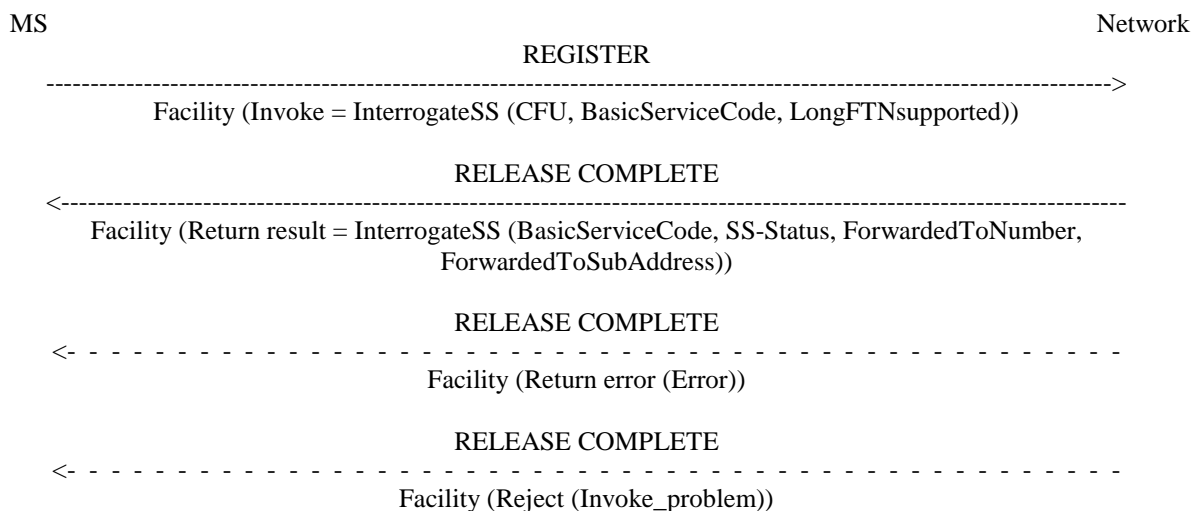 MS Network
REGISTER
------------------------------------------------------------------------------------------------------------------------>
Facility (Invoke = InterrogateSS (CFU, BasicServiceCode, LongFTNsupported))
RELEASE COMPLETE
<------------------------------------------------------------------------------------------------------------------------
Facility (Return result = InterrogateSS (BasicServiceCode, SS-Status, ForwardedToNumber,
ForwardedToSubAddress))
RELEASE COMPLETE
<- - - - - - - - - - - - - - - - - - - - - - - - - - - - - - - - - - - - - - - - - - - - - - - -
Facility (Return error (Error))
RELEASE COMPLETE
<- - - - - - - - - - - - - - - - - - - - - - - - - - - - - - - - - - - - - - - - - - - - - - - -
Facility (Reject (Invoke_problem))